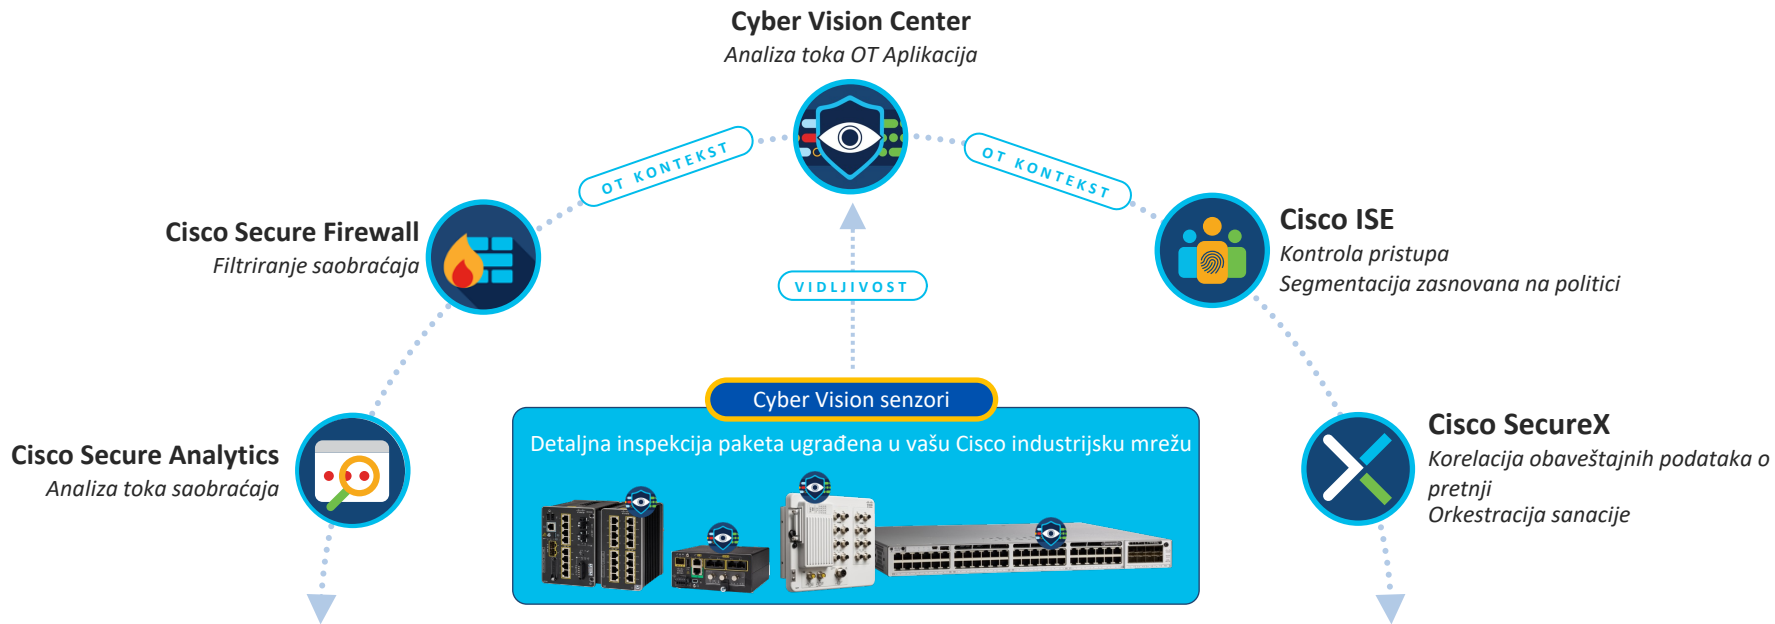 Cyber Vision Center
Analiza toka OT Aplikacija
OT KONTEKST
OT KONTEKST
Cisco Secure Firewall
Filtriranje saobraćaja
Cisco ISE
Kontrola pristupa
Segmentacija zasnovana na politici
VIDLJIVOST
Cyber Vision senzori
Detaljna inspekcija paketa ugrađena u vašu Cisco industrijsku mrežu
Cisco Secure Analytics
Analiza toka saobraćaja
Cisco SecureX
Korelacija obaveštajnih podataka o
pretnji
Orkestracija sanacije